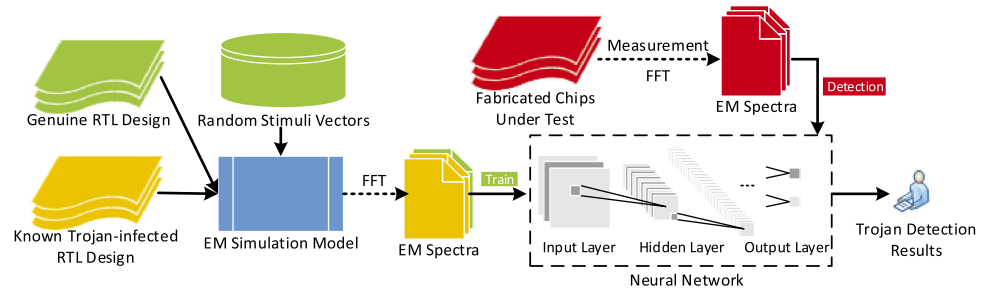 Genuine RTL Design
Random Stimuli Vectors
Known Trojan-infected
RTL Design
EM Simulation Model
FFT
EM Spectra
Train
Fabricated Chips
Under Test
Measurement
FFT
EM Spectra
Detection
Input Layer
Hidden Layer
...
Output Layer
Neural Network
Trojan Detection
Results